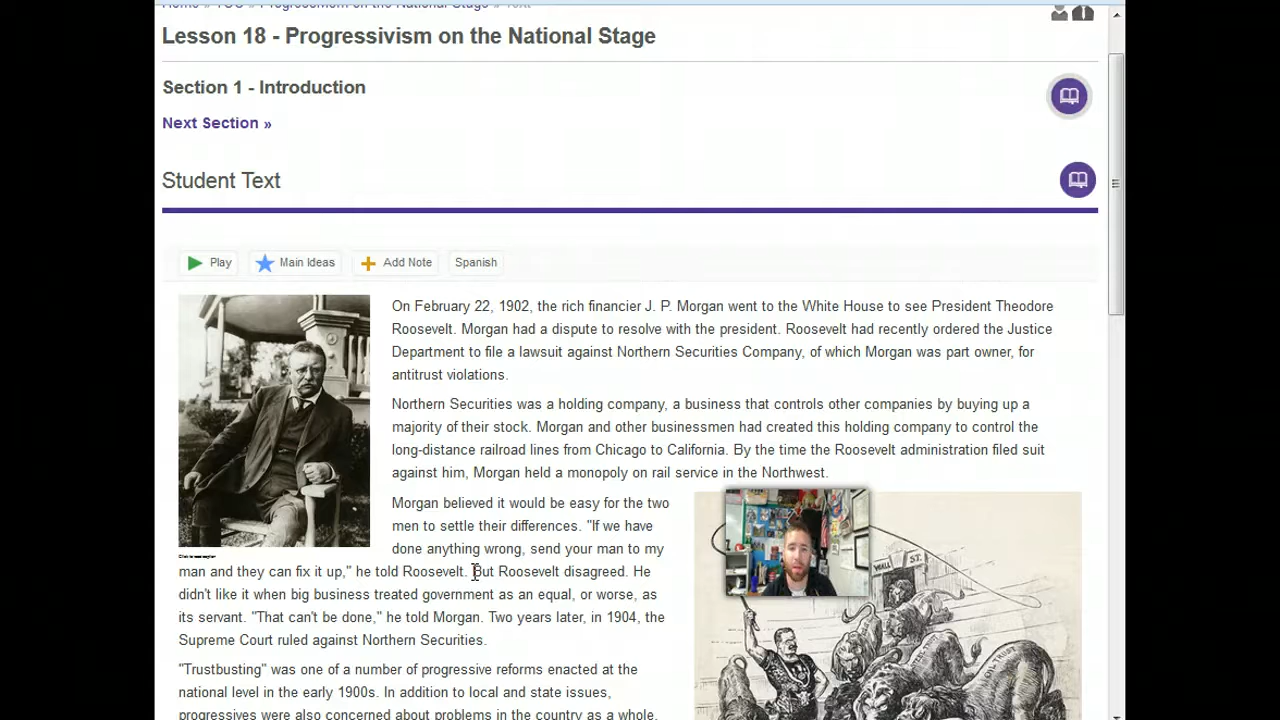 Lesson 18 - Progressivism on the National Stage
Section 1 - Introduction
Next Section »
Student Text
Play
Main Ideas
Add Note
Spanish
On February 22, 1902, the rich financier J. P. Morgan went to the White House to see President Theodore
Roosevelt. Morgan had a dispute to resolve with the president. Roosevelt had recently ordered the Justice
Department to file a lawsuit against Northern Securities Company, of which Morgan was part owner, for
antitrust violations.
Northern Securities was a holding company, a business that controls other companies by buying up a
majority of their stock. Morgan and other businessmen had created this holding company to control the
long-distance railroad lines from Chicago to California. By the time the Roosevelt administration filed suit
against him, Morgan held a monopoly on rail service in the Northwest.
Morgan believed it would be easy for the two
men to settle their differences. "If we have
done anything wrong, send your man to my
man and they can fix it up," he told Roosevelt. But Roosevelt disagreed. He
didn't like it when big business treated government as an equal, or worse, as
its servant. "That can't be done," he told Morgan. Two years later, in 1904, the
Supreme Court ruled against Northern Securities.
"Trustbusting" was one of a number of progressive reforms enacted at the
national level in the early 1900s. In addition to local and state issues,
progressives were also concerned about problems in the country as a whole.
WALL ST.